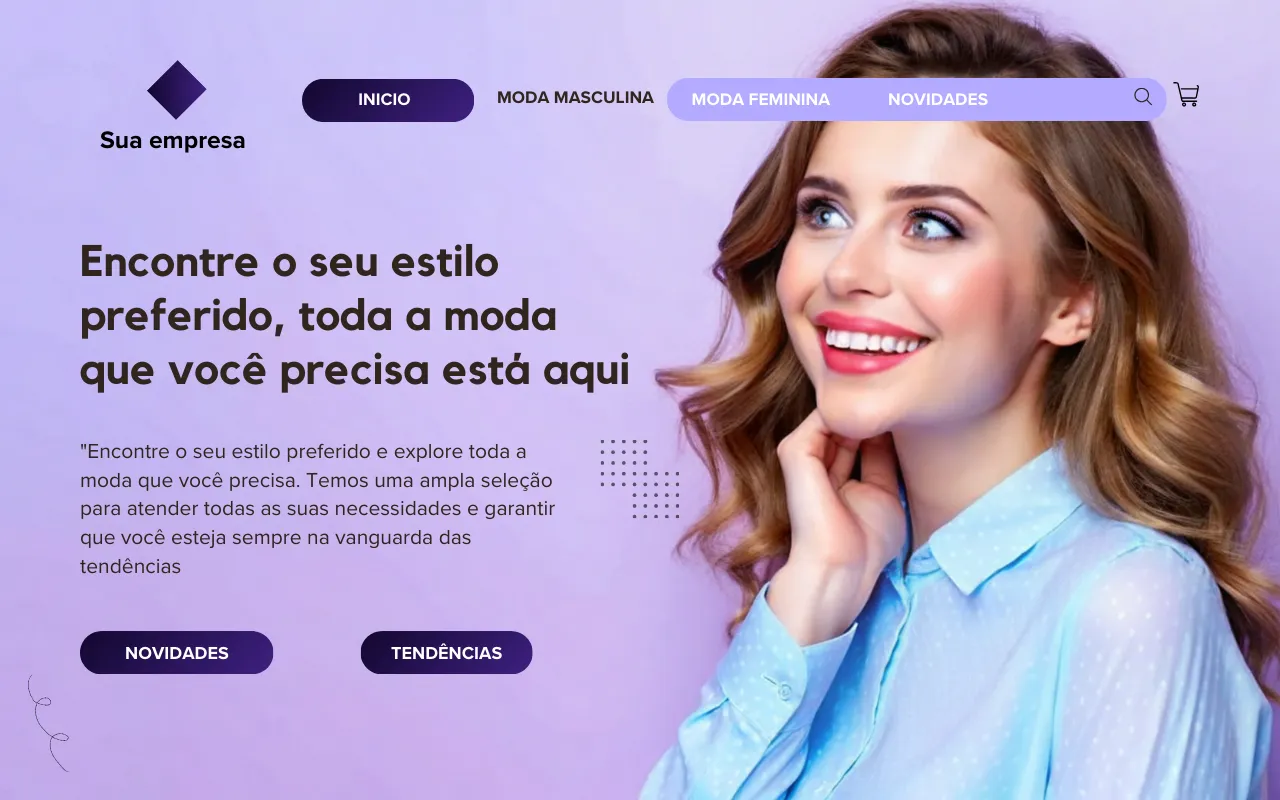 Sua empresa
INICIO
MODA MASCULINA
MODA FEMININA
NOVIDADES
Encontre o seu estilo
preferido, toda a moda
que você precisa está aqui
"Encontre o seu estilo preferido e explore toda a
moda que você precisa. Temos uma ampla seleção
para atender todas as suas necessidades e garantir
que você esteja sempre na vanguarda das
tendências
NOVIDADES
TENDÊNCIAS